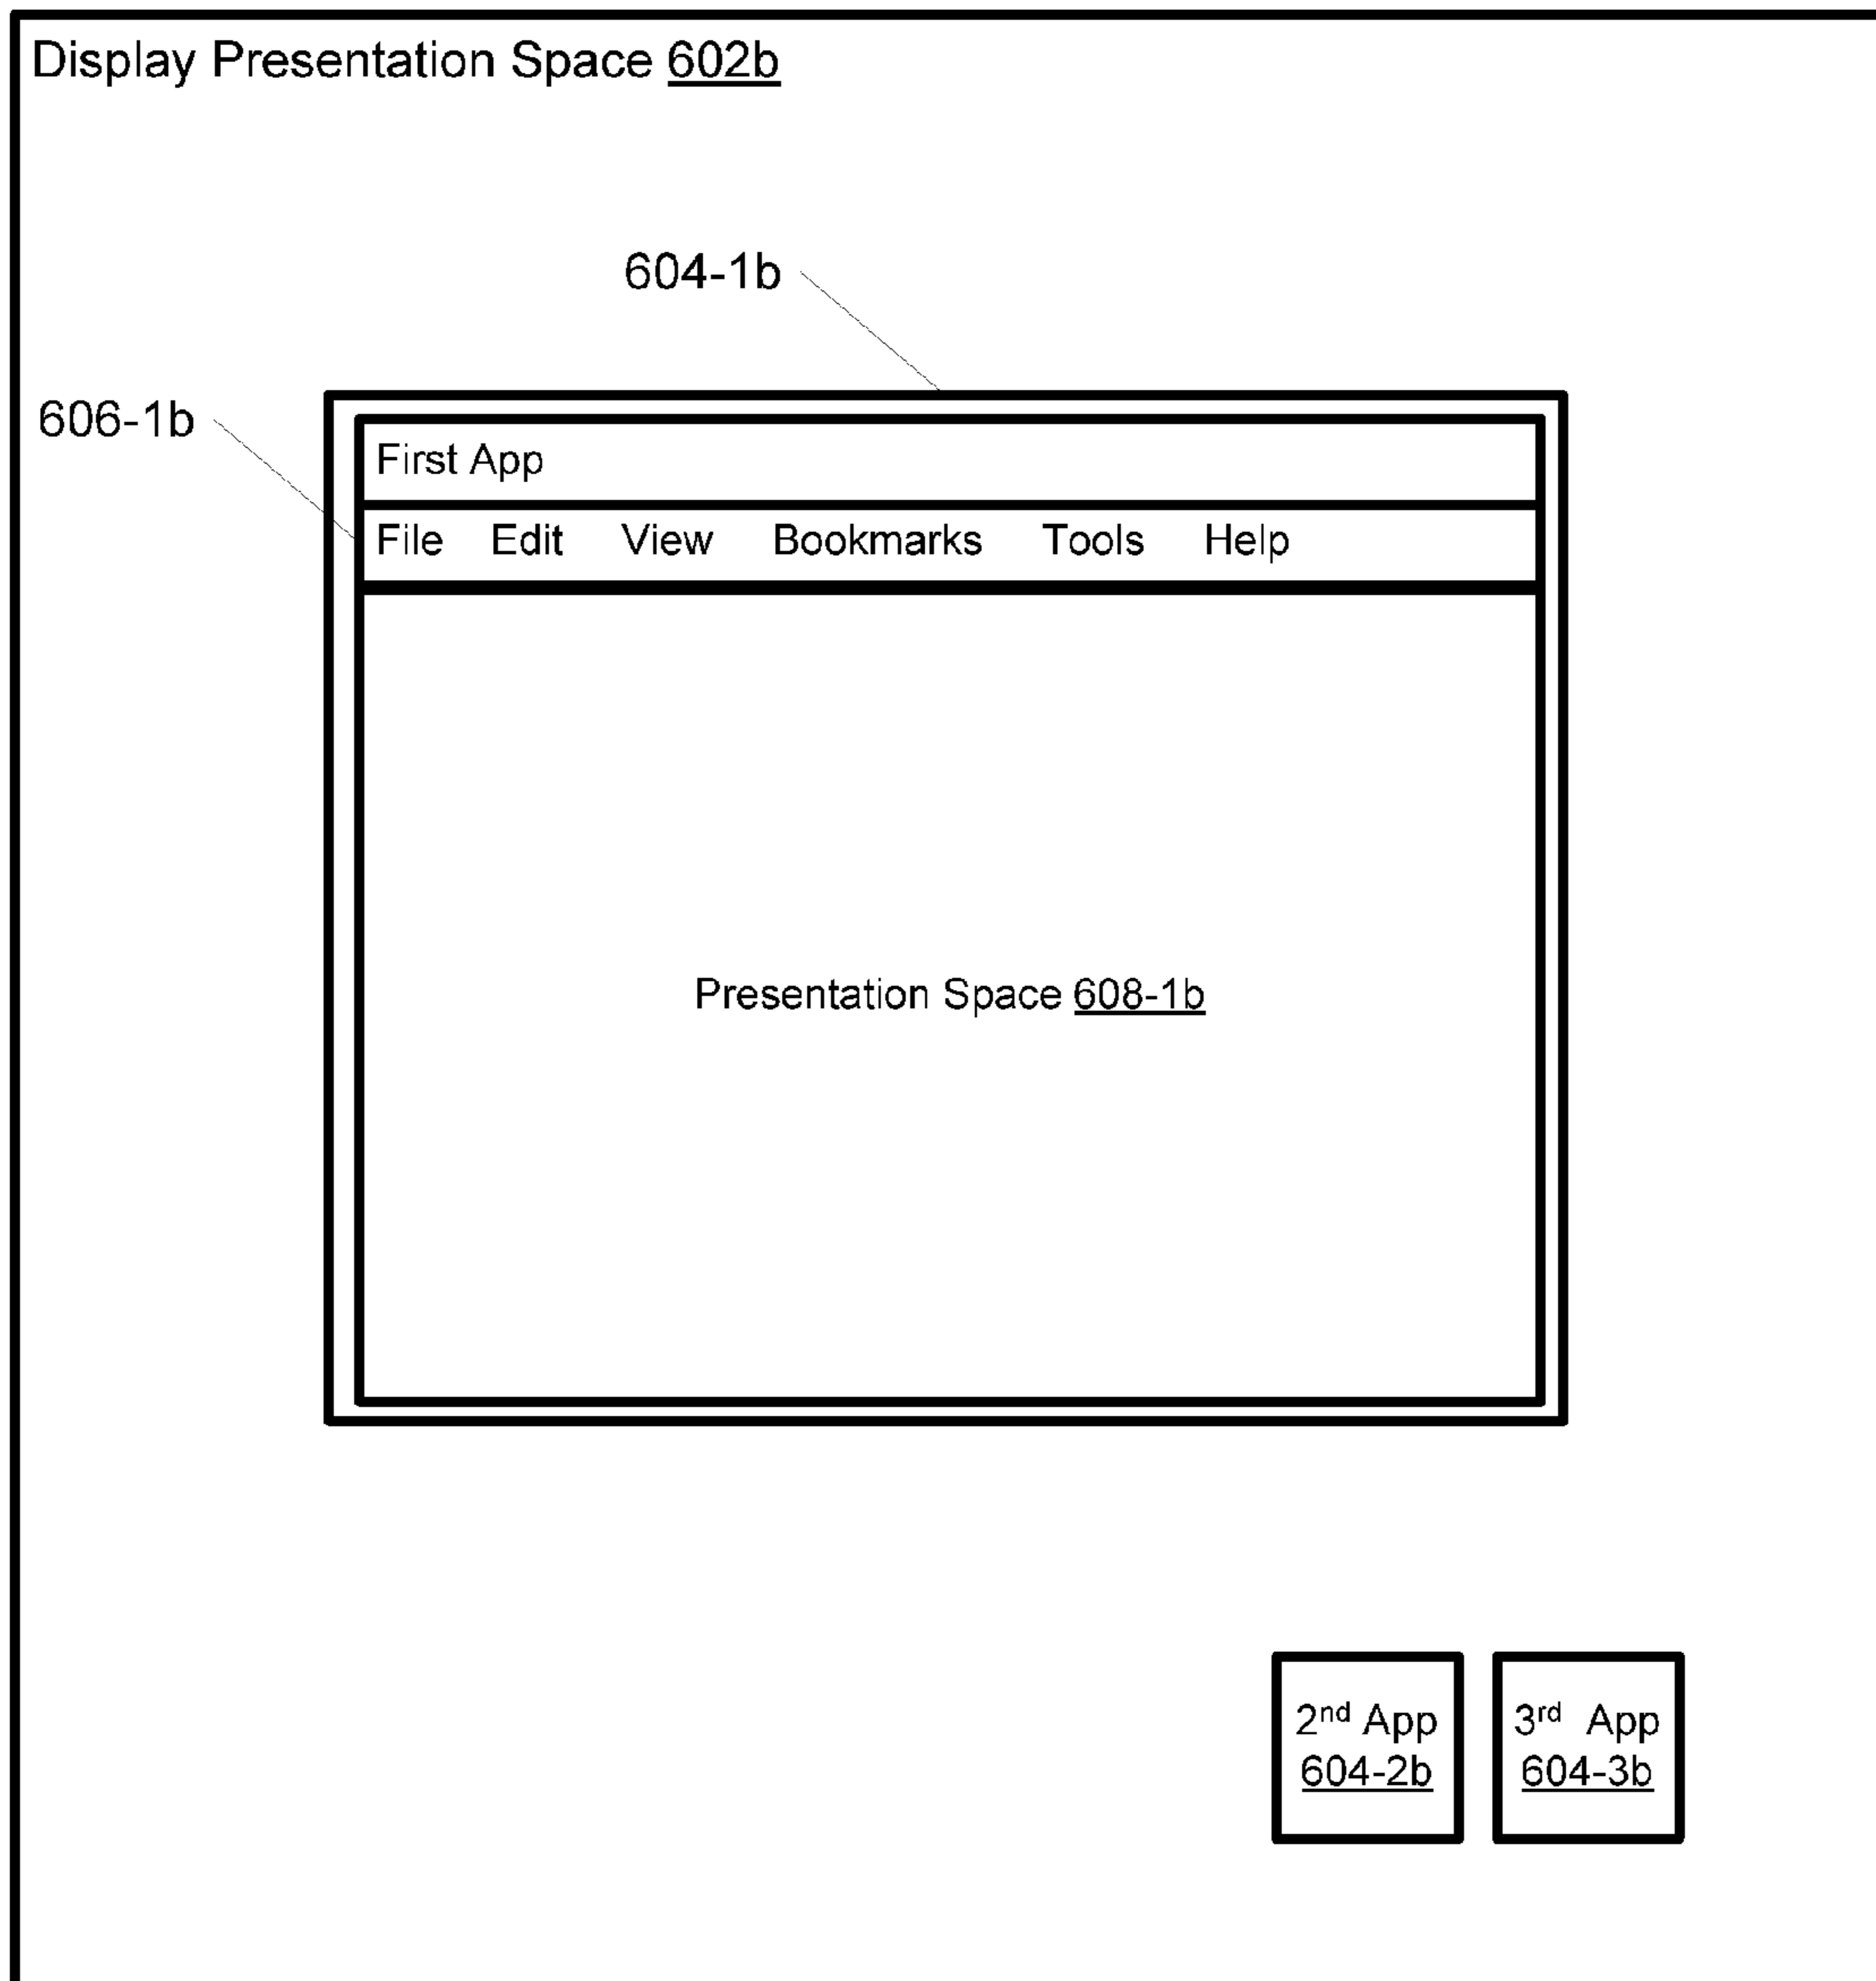 Display Presentation Space 602b
604-1b
606-1b
First App
File Edit View Bookmarks Tools Help
Presentation Space 608-1b
2nd App
604-2b
3rd App
604-3b